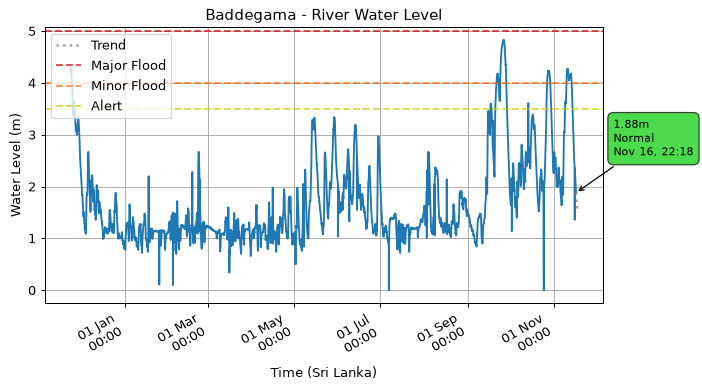 Baddegama - River Water Level
Trend
Major Flood
Minor Flood
Alert
1.88m
Normal
Nov 16, 22:18
Water Level (m)
5
4
3
2
1
0
01 Jan
00:00
01 Mar
00:00
01 May
00:00
01 Jul
00:00
01 Sep
00:00
01 Nov
00:00
Time (Sri Lanka)